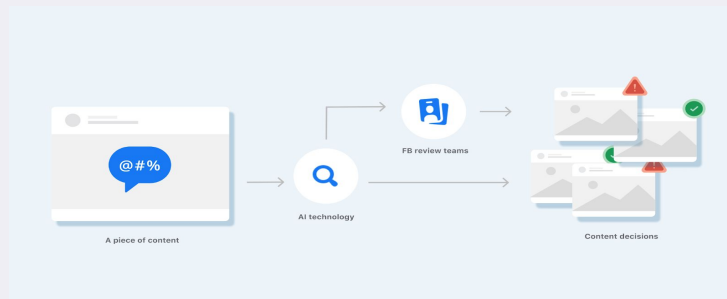 @#%
A piece of content
AI technology
FB review teams
Content decisions